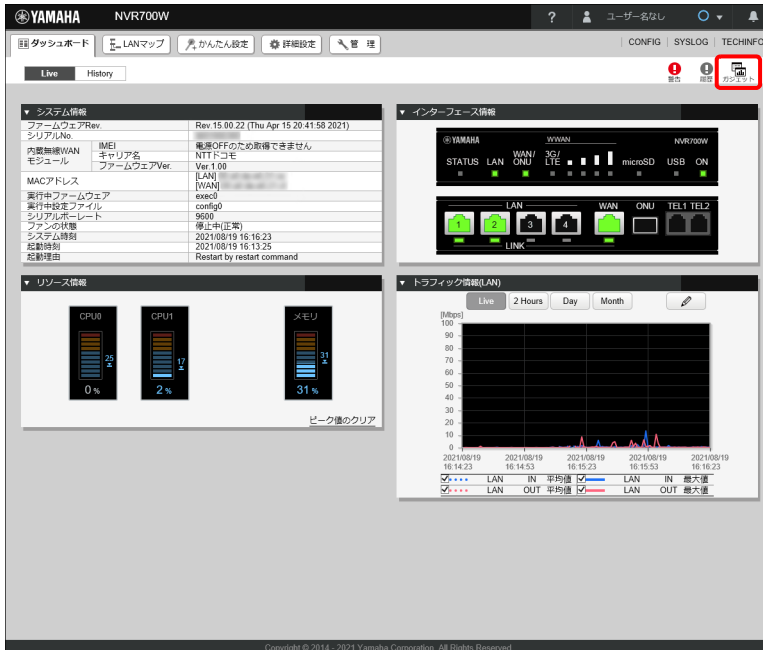 YAMAHA NVR700W ? ユーザー名なし
ダッシュボード LANマップ かんたん設定 詳細設定 管 理 CONFIG SYSLOG TECHINFO
Live History 警告 履歴 ガジェット
▼ システム情報
ファームウェアRev. Rev.15.00.22 (Thu Apr 15 20:41:58 2021)
シリアルNo.
内蔵無線WANモジュール IMEI 電源OFFのため取得できません
キャリア名 NTTドコモ
ファームウェアVer. Ver.1.00
MACアドレス [LAN]
[WAN]
実行中ファームウェア exec0
実行中設定ファイル config0
シリアルボーレート 9600
ファンの状態 停止中(正常)
システム時刻 2021/08/19 16:16:23
起動時刻 2021/08/19 16:13:25
起動理由 Restart by restart command
▼ インターフェース情報
YAMAHA WWAN NVR700W
STATUS LAN WAN/ONU 3G/LTE microSD USB ON
LAN WAN ONU TEL1 TEL2
1 2 3 4
LINK
▼ リソース情報
CPU0 CPU1 メモリ
25 17 31
0 % 2 % 31 %
ピーク値のクリア
▼ トラフィック情報(LAN)
Live 2 Hours Day Month
[Mbps]
100
90
80
70
60
50
40
30
20
10
0
2021/08/19 2021/08/19 2021/08/19 2021/08/19 2021/08/19
16:14:23 16:14:53 16:15:23 16:15:53 16:16:23
LAN IN 平均値 LAN IN 最大値
LAN OUT 平均値 LAN OUT 最大値
Copyright © 2014 - 2021 Yamaha Corporation. All Rights Reserved.